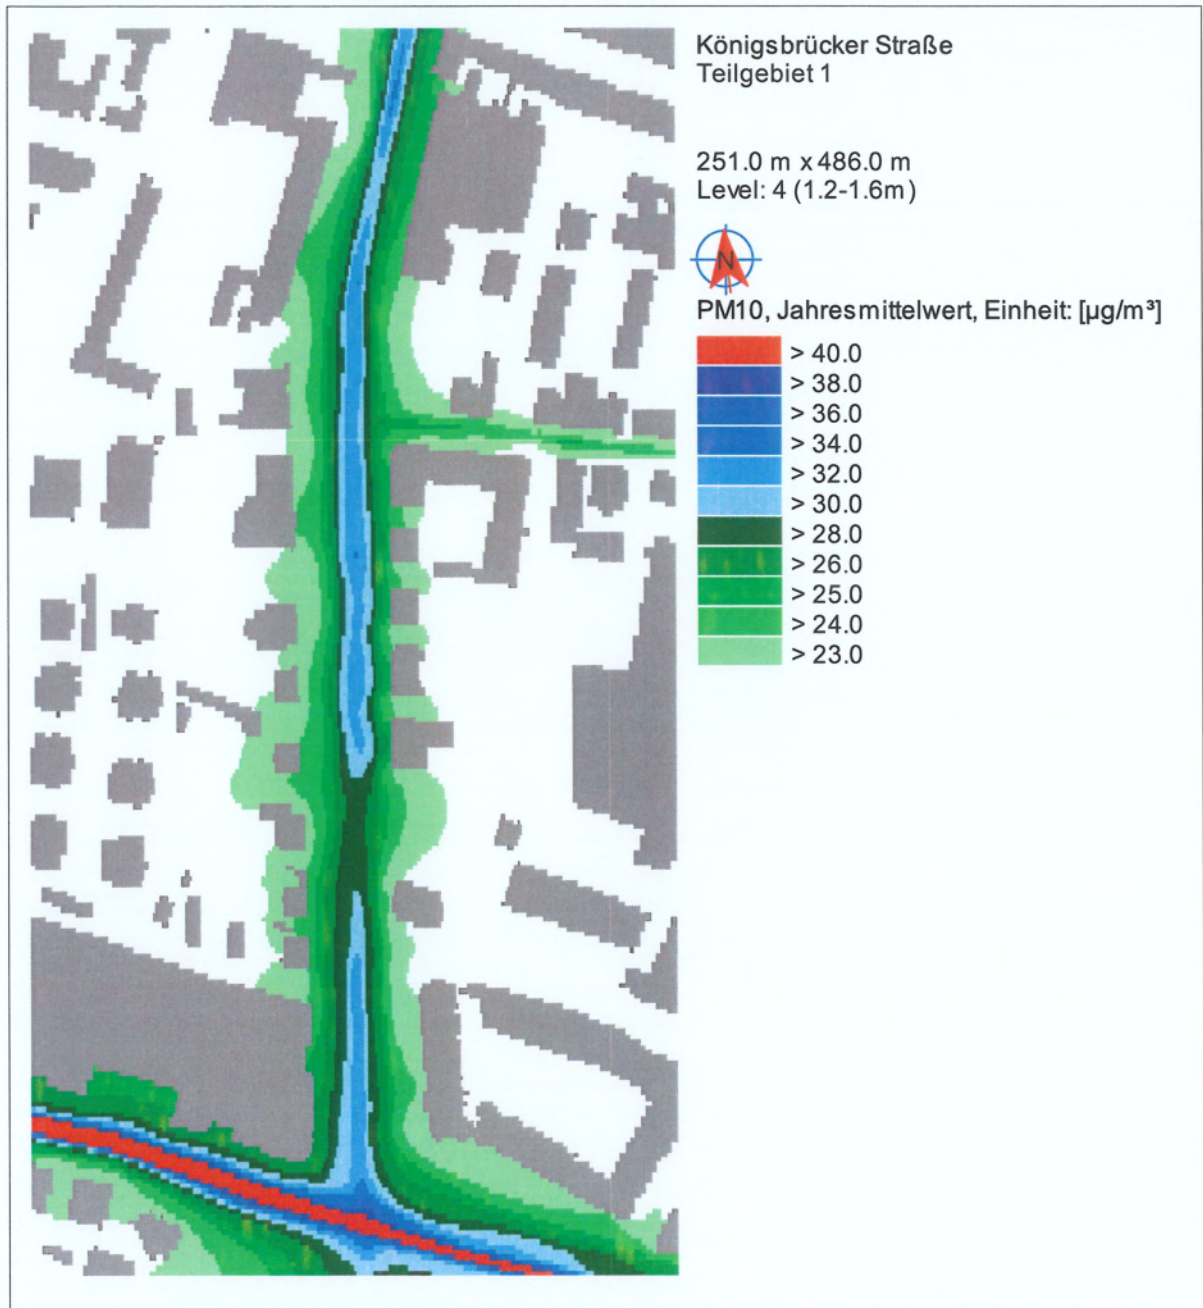 Königsbrücker Straße
Teilgebiet 1
251.0 m x 486.0 m
Level: 4 (1.2-1.6m)
N
PM10, Jahresmittelwert, Einheit: [µg/m³]
> 40.0
> 38.0
> 36.0
> 34.0
> 32.0
> 30.0
> 28.0
> 26.0
> 25.0
> 24.0
> 23.0